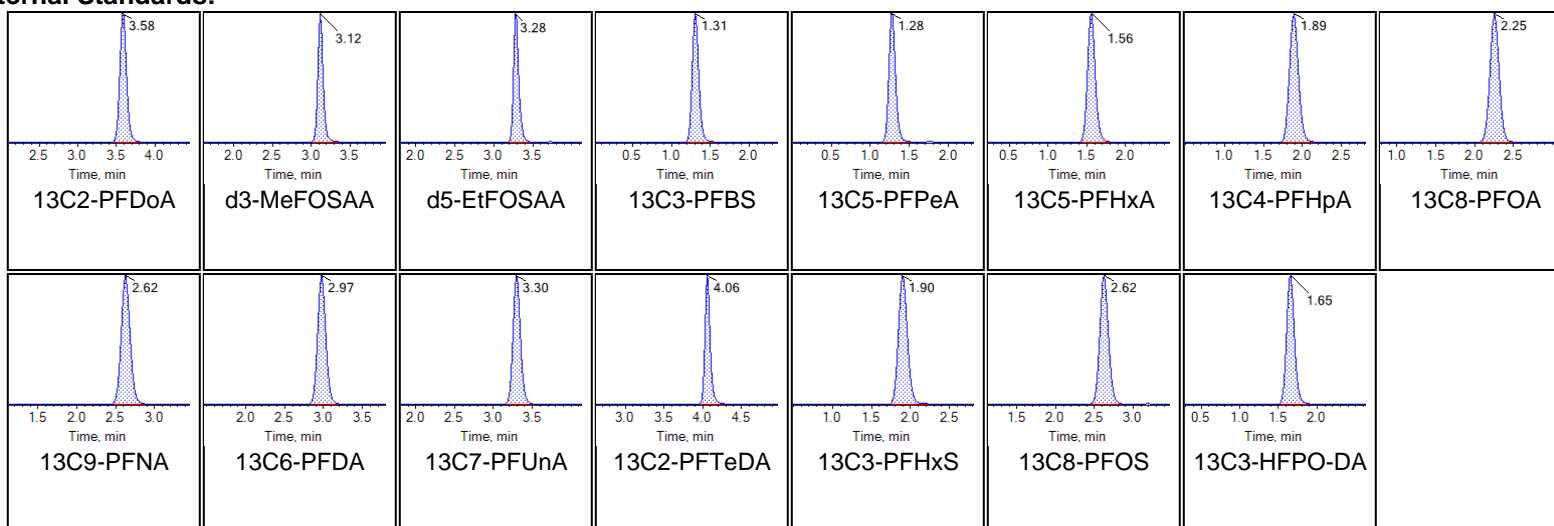 ternal Standards:
3.58 3.12 3.28 1.31 1.28 1.56 1.89 2.25
2.5 3.0 3.5 4.0 2.0 2.5 3.0 3.5 2.0 2.5 3.0 3.5 0.5 1.0 1.5 2.0 0.5 1.0 1.5 2.0 0.5 1.0 1.5 2.0 1.0 1.5 2.0 2.5 1.0 1.5 2.0 2.5
Time, min Time, min Time, min Time, min Time, min Time, min Time, min Time, min
13C2-PFDoA d3-MeFOSAA d5-EtFOSAA 13C3-PFBS 13C5-PFPeA 13C5-PFHxA 13C4-PFHpA 13C8-PFOA
2.62 2.97 3.30 4.06 1.90 2.62 1.65
1.5 2.0 2.5 3.0 2.0 2.5 3.0 3.5 2.0 2.5 3.0 3.5 3.0 3.5 4.0 4.5 1.0 1.5 2.0 2.5 1.5 2.0 2.5 3.0 0.5 1.0 1.5 2.0
Time, min Time, min Time, min Time, min Time, min Time, min Time, min
13C9-PFNA 13C6-PFDA 13C7-PFUnA 13C2-PFTeDA 13C3-PFHxS 13C8-PFOS 13C3-HFPO-DA